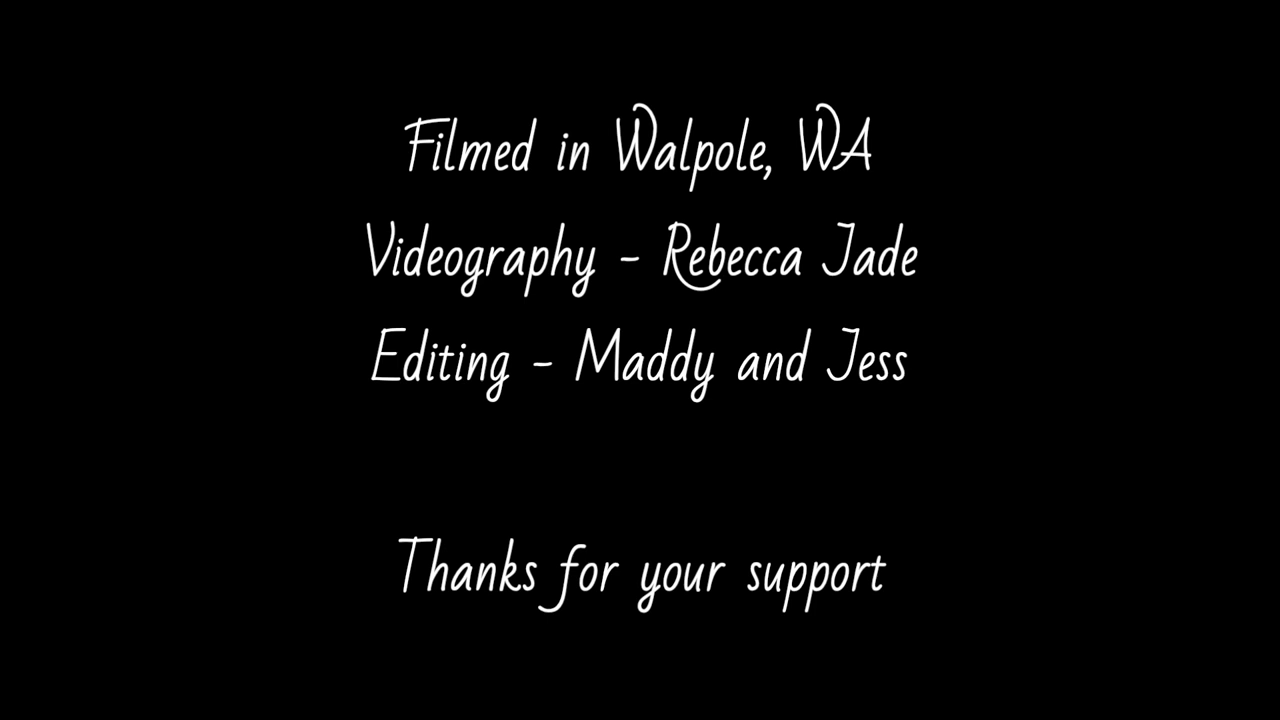 Filmed in Walpole, WA
Videography - Rebecca Jade
Editing - Maddy and Jess
Thanks for your support